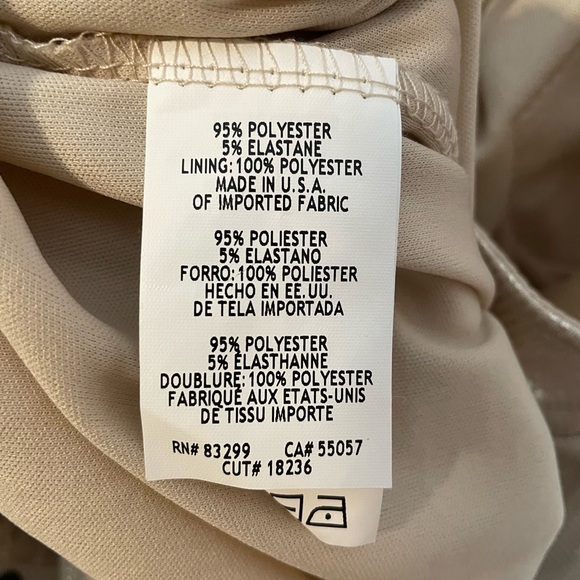 95% POLYESTER
5% ELASTANE
LINING: 100% POLYESTER
MADE IN U.S.A.
OF IMPORTED FABRIC
95% POLIESTER
5% ELASTANO
FORRO: 100% POLIESTER
HECHO EN EE.UU.
DE TELA IMPORTADA
95% POLYESTER
5% ÉLASTHANNE
DOUBLURE: 100% POLYESTER
FABRIQUÉ AUX ETATS-UNIS
DE TISSU IMPORTE
RN# 83299 CA# 55057
CUT# 18236